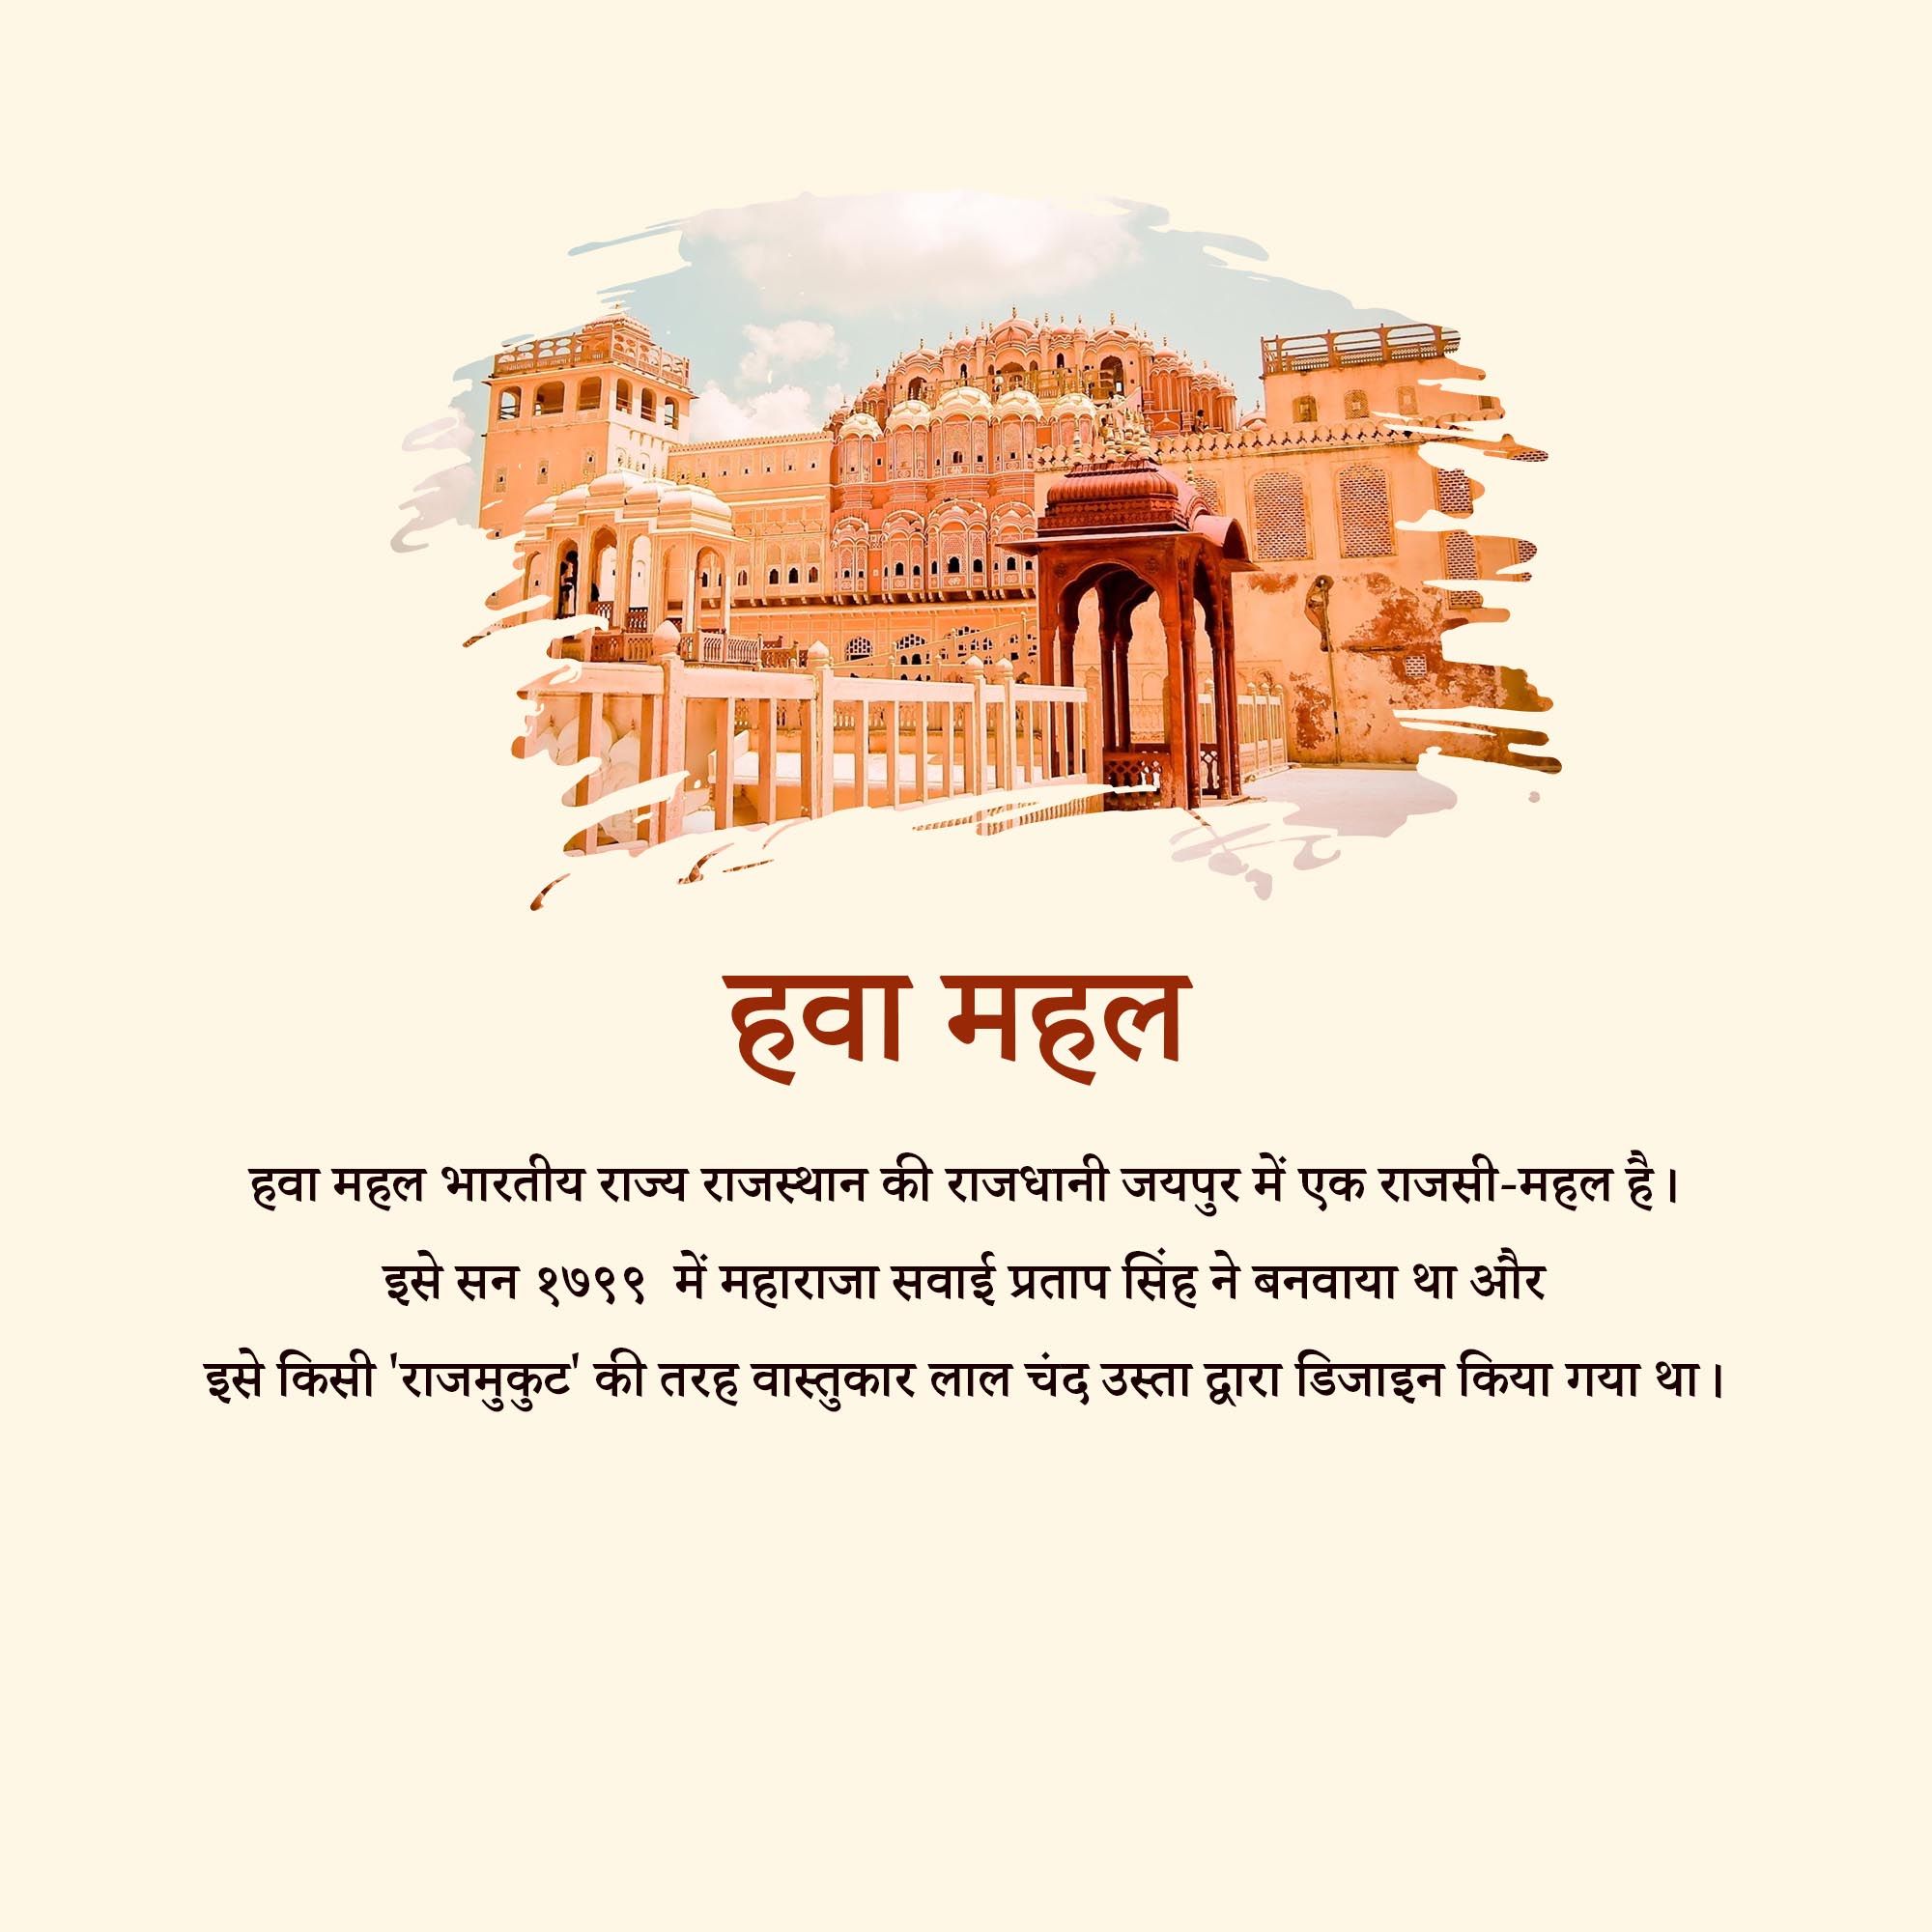 हवा महल
हवा महल भारतीय राज्य राजस्थान की राजधानी जयपुर में एक राजसी-महल है।
इसे सन १७९९ में महाराजा सवाई प्रताप सिंह ने बनवाया था और
इसे किसी 'राजमुकुट' की तरह वास्तुकार लाल चंद उस्ता द्वारा डिजाइन किया गया था।